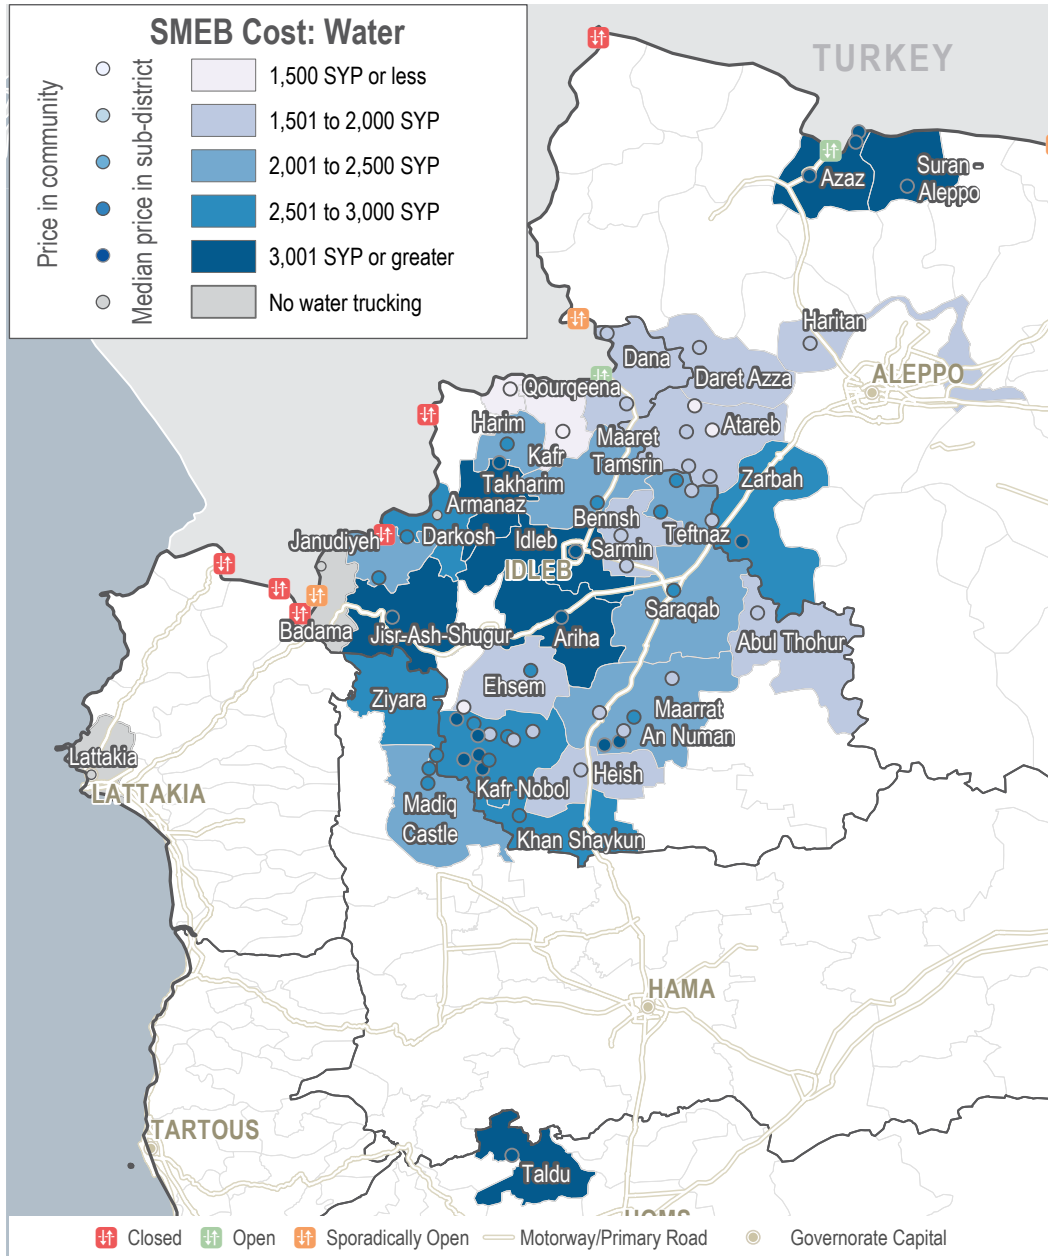 SMEB Cost: Water
Price in community
Median price in sub-district
1,500 SYP or less
1,501 to 2,000 SYP
2,001 to 2,500 SYP
2,501 to 3,000 SYP
3,001 SYP or greater
No water trucking
TURKEY
Azaz
Suran -
Aleppo
Haritan
Dana
Daret Azza
ALEPPO
Qourqeena
Harim
Kafr
Takharim
Maaret
Tamsrin
Atareb
Zarbah
Armanaz
Bennsh
Teftnaz
Janudiyeh
Darkosh
Idleb
Sarmin
IDLEB
Saraqab
Badama
Jisr-Ash-Shugur
Ariha
Abul Thohur
Ziyara
Ehsem
Maarrat
An Numan
Lattakia
LATTAKIA
Kafr Nobol
Heish
Madiq
Castle
Khan Shaykun
HAMA
TARTOUS
Taldu
HOMS
Closed
Open
Sporadically Open
Motorway/Primary Road
Governorate Capital